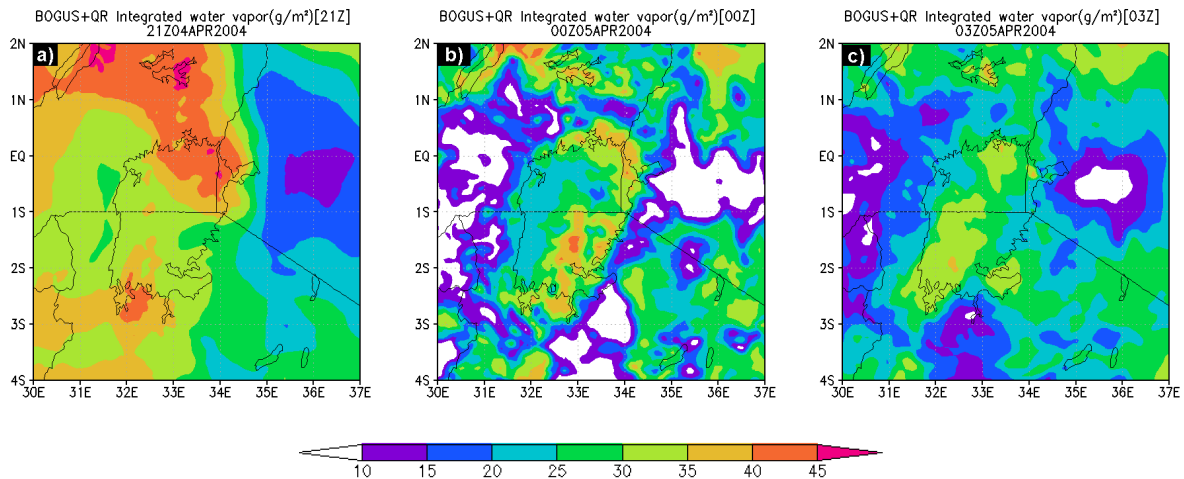 BOGUS+QR Integrated water vapor(g/m²)[21Z]
21Z04APR2004
a)
2N
1N
EQ
1S
2S
3S
4S
30E 31E 32E 33E 34E 35E 36E 37E
BOGUS+QR Integrated water vapor(g/m²)[00Z]
00Z05APR2004
b)
2N
1N
EQ
1S
2S
3S
4S
30E 31E 32E 33E 34E 35E 36E 37E
BOGUS+QR Integrated water vapor(g/m²)[03Z]
03Z05APR2004
c)
2N
1N
EQ
1S
2S
3S
4S
30E 31E 32E 33E 34E 35E 36E 37E
10 15 20 25 30 35 40 45